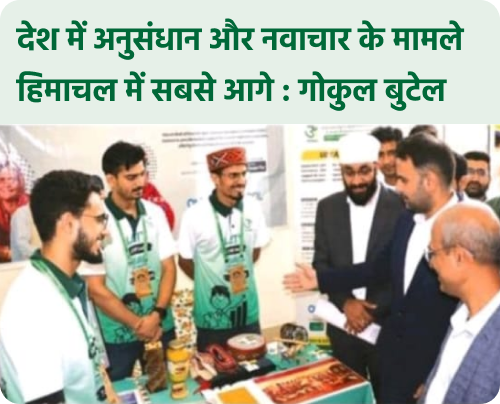 देश में अनुसंधान और नवाचार के मामले
हिमाचल में सबसे आगे : गोकुल बुटेल